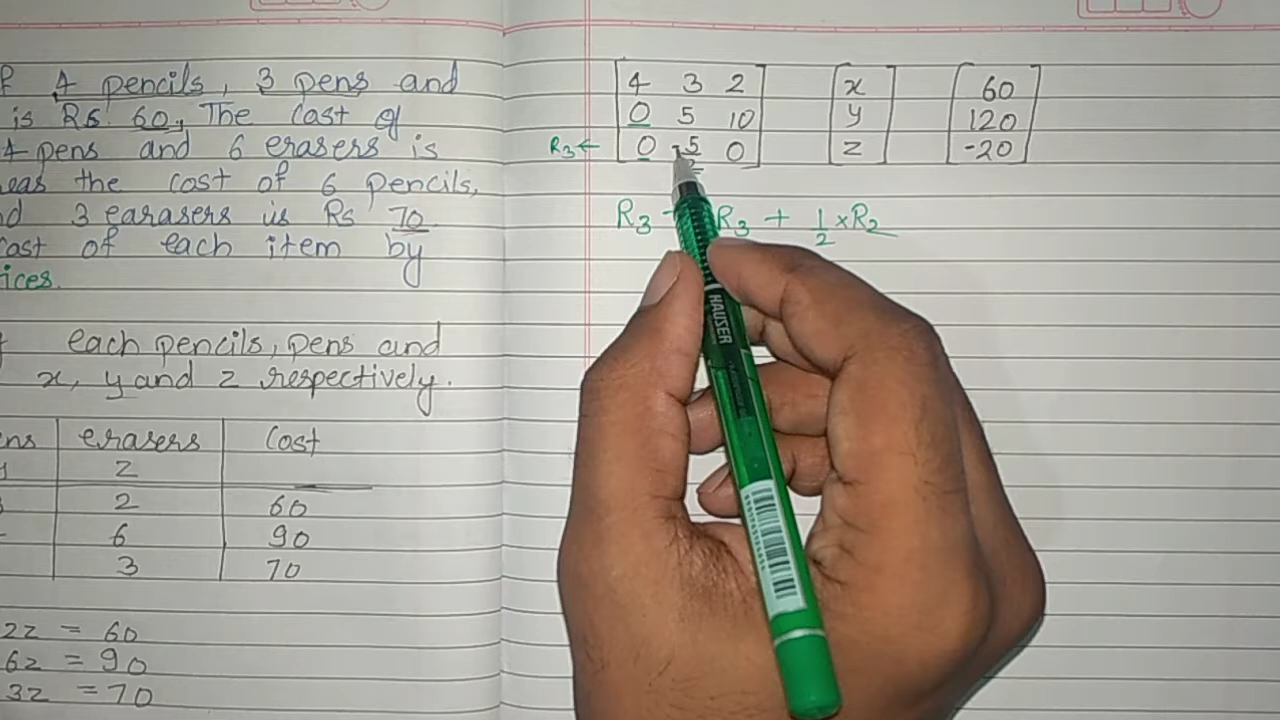 4 pencils, 3 pens and
is Rs 60, The cost of
4 pens and 6 erasers is
eas the cost of 6 pencils,
d 3 earasers is Rs 70
cost of each item by
ices.
each pencils, pens and
x, y and z respectively.
ens erasers Cost
y z
2 60
6 90
3 70
2z = 60
6z = 90
3z = 70
4 3 2 x 60
0 5 10 y 120
R3 ← 0 -5 0 z -20
R3 R3 + 1/2 × R2
HAUSER